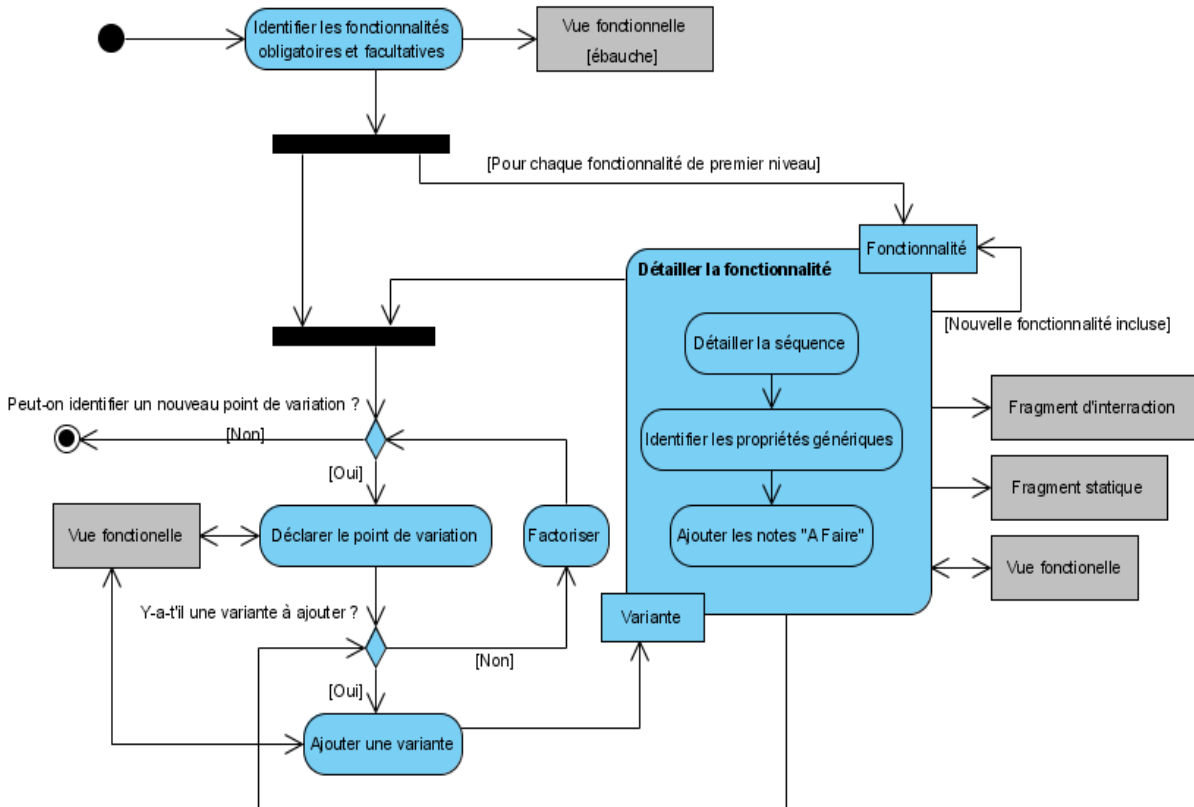 Identifier les fonctionnalités
obligatoires et facultatives
Vue fonctionnelle
[ébauche]
[Pour chaque fonctionnalité de premier niveau]
Fonctionnalité
Détailler la fonctionnalité
[Nouvelle fonctionnalité incluse]
Détailler la séquence
Peut-on identifier un nouveau point de variation ?
Fragment d'interraction
[Non]
Identifier les propriétés génériques
[Oui]
Fragment statique
Vue fonctionelle
Déclarer le point de variation
Factoriser
Ajouter les notes "A Faire"
Vue fonctionelle
Y-a-t'il une variante à ajouter ?
Variante
[Non]
[Oui]
Ajouter une variante